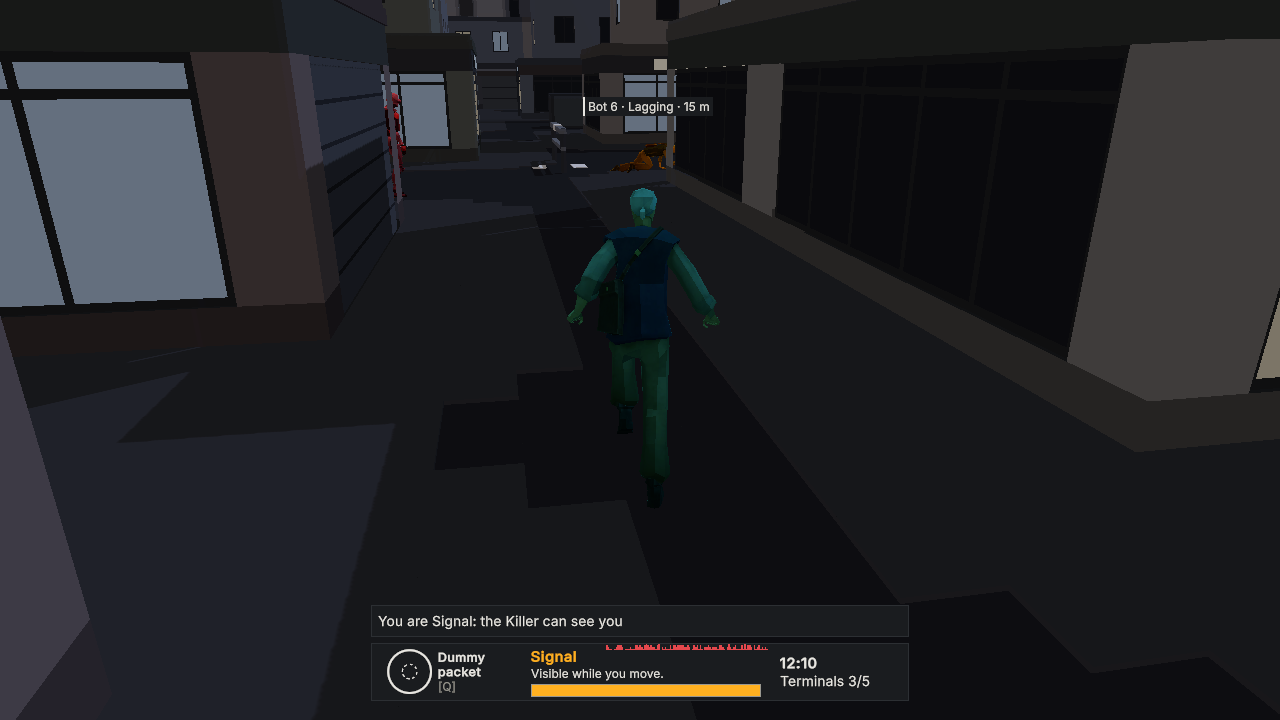 Bot 6 · Lagging · 15 m
You are Signal: the Killer can see you
Dummy packet
[Q]
Signal
Visible while you move.
12:10
Terminals 3/5